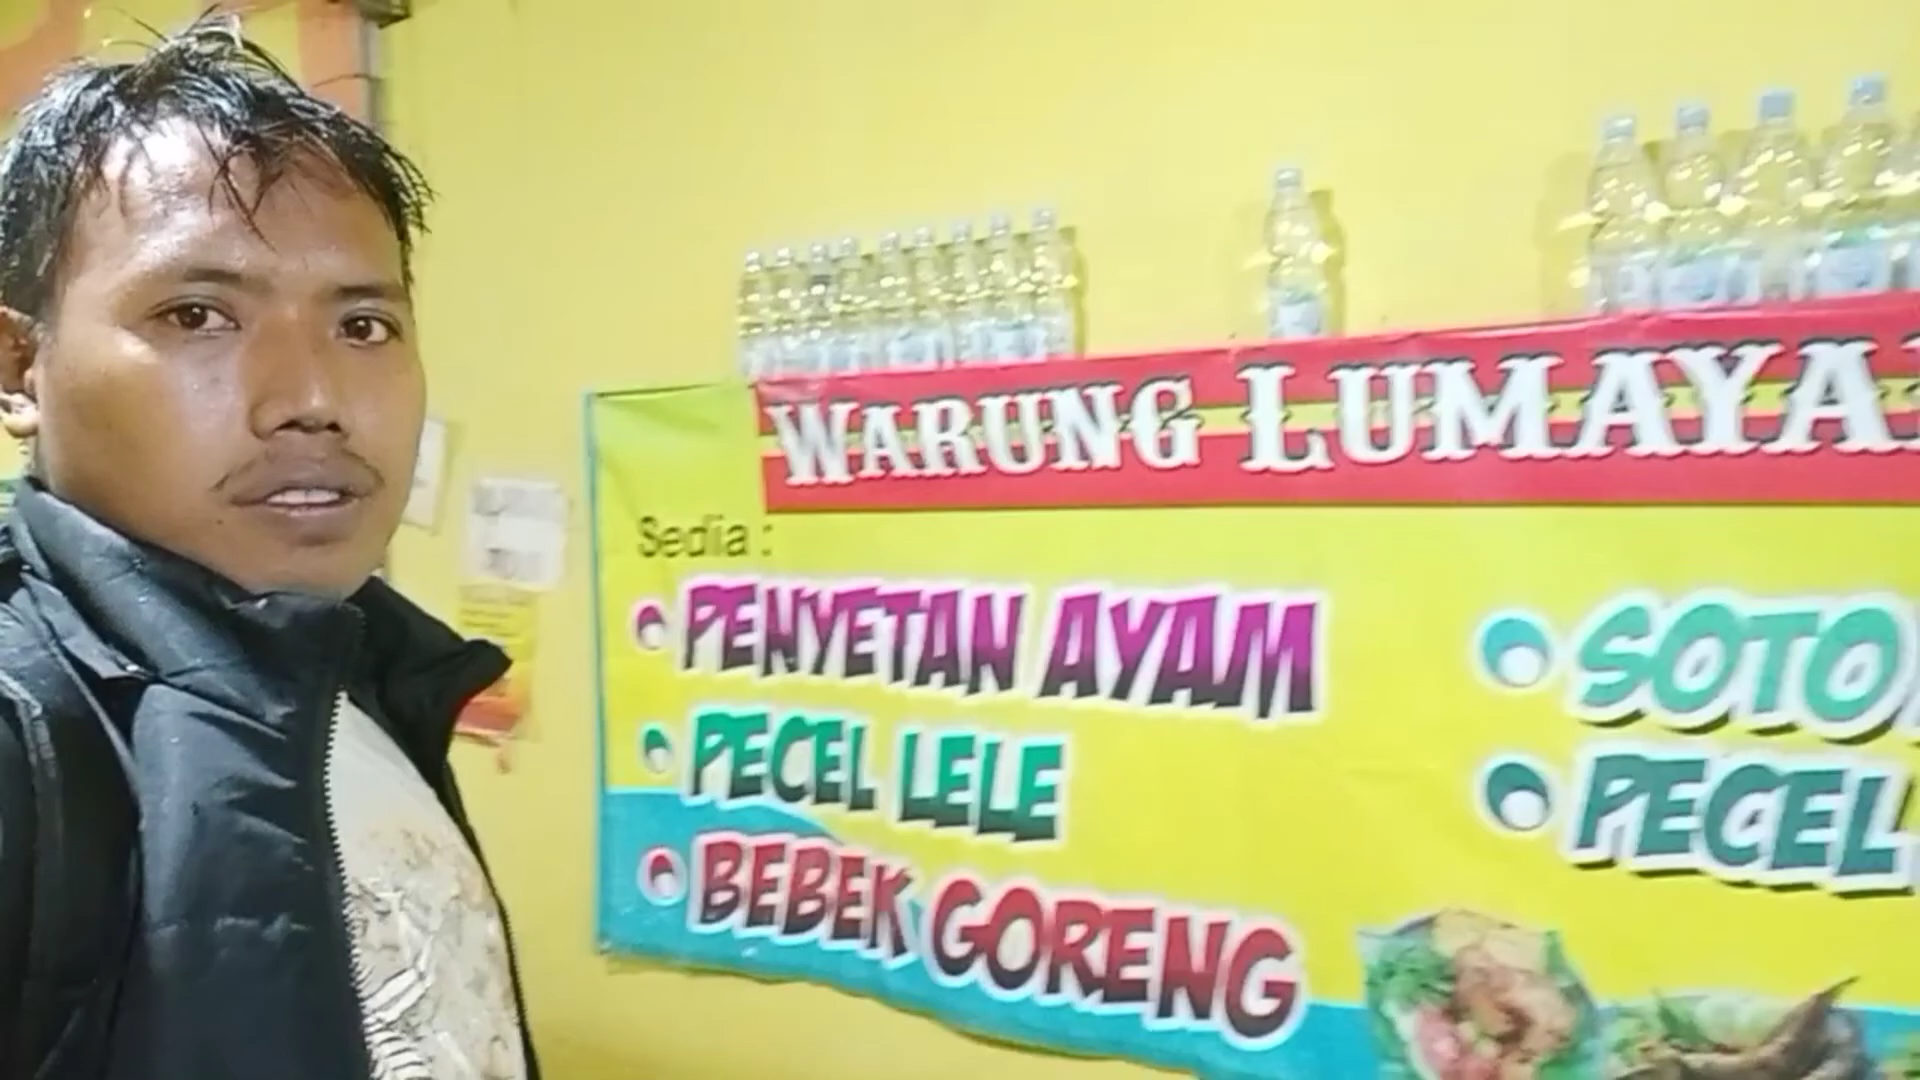 WARUNG LUMAYA
Sedia :
PENYETAN AYAM
PECEL LELE
BEBEK GORENG
SOTO
PECEL